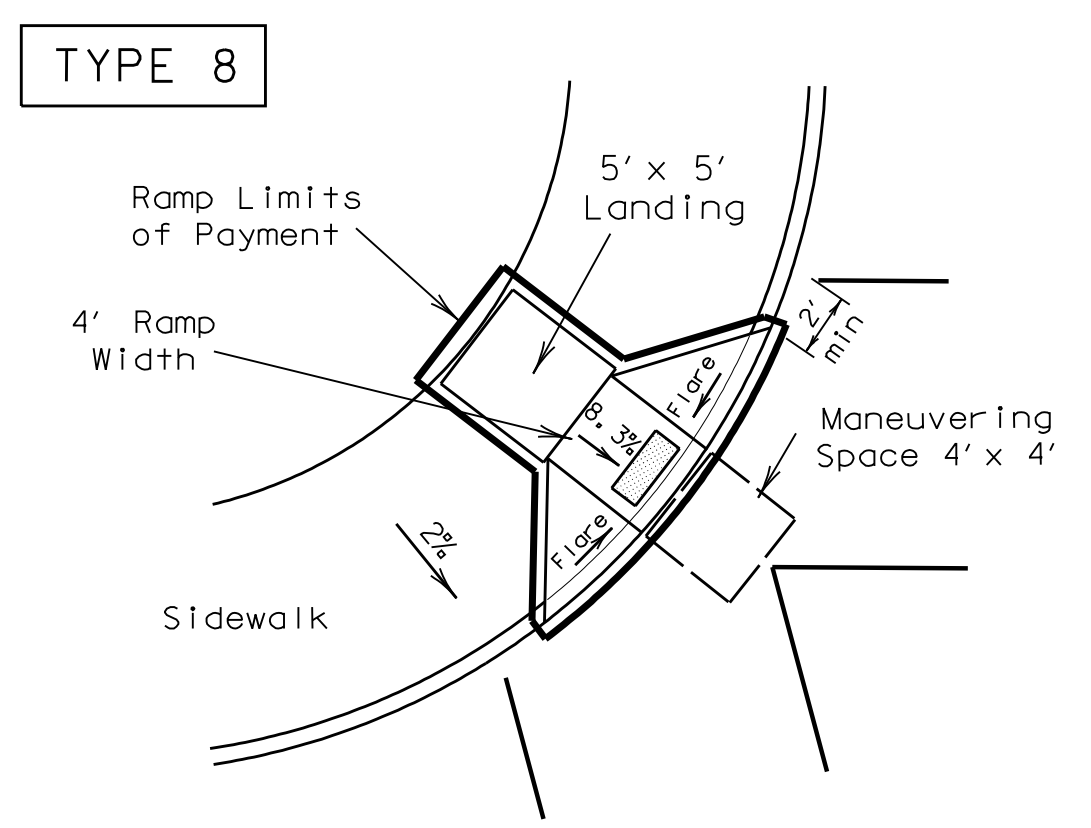 TYPE 8
5' x 5'
Landing
Ramp Limits
of Payment
4' Ramp
Width
2'
min
Flare
8.3%
Maneuvering
Space 4' x 4'
Flare
2%
Sidewalk